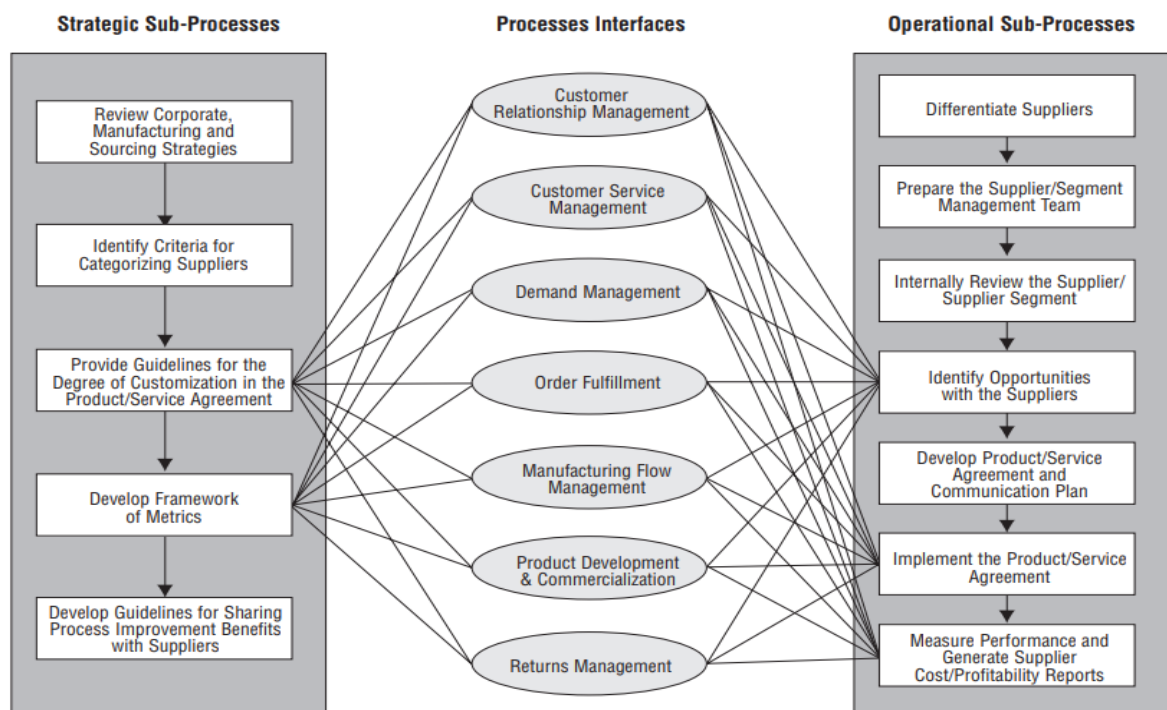 Strategic Sub-Processes
Processes Interfaces
Operational Sub-Processes
Review Corporate,
Manufacturing and
Sourcing Strategies
Identify Criteria for
Categorizing Suppliers
Provide Guidelines for the
Degree of Customization in the
Product/Service Agreement
Develop Framework
of Metrics
Develop Guidelines for Sharing
Process Improvement Benefits
with Suppliers
Customer
Relationship Management
Customer Service
Management
Demand Management
Order Fulfillment
Manufacturing Flow
Management
Product Development
& Commercialization
Returns Management
Differentiate Suppliers
Prepare the Supplier/Segment
Management Team
Internally Review the Supplier/
Supplier Segment
Identify Opportunities
with the Suppliers
Develop Product/Service
Agreement and
Communication Plan
Implement the Product/Service
Agreement
Measure Performance and
Generate Supplier
Cost/Profitability Reports